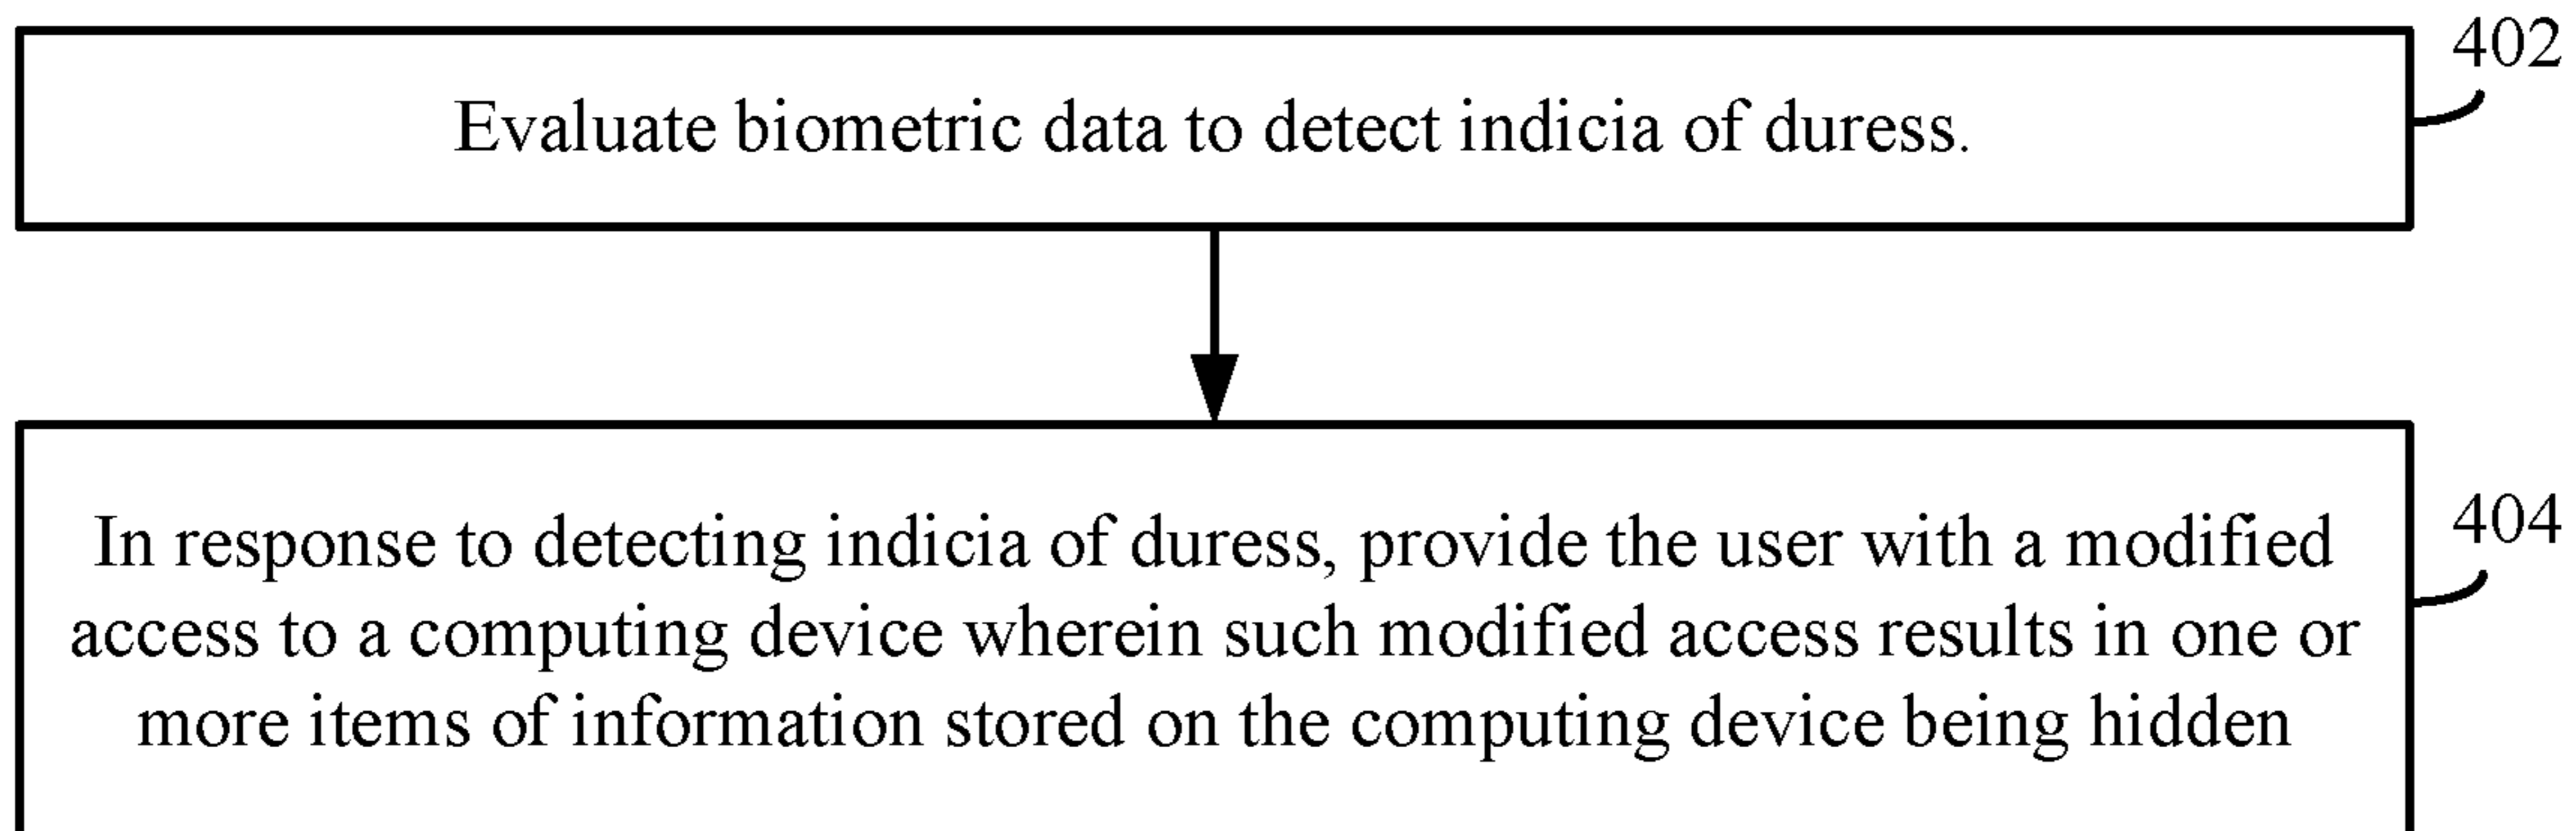 402
Evaluate biometric data to detect indicia of duress.
404
In response to detecting indicia of duress, provide the user with a modified
access to a computing device wherein such modified access results in one or
more items of information stored on the computing device being hidden